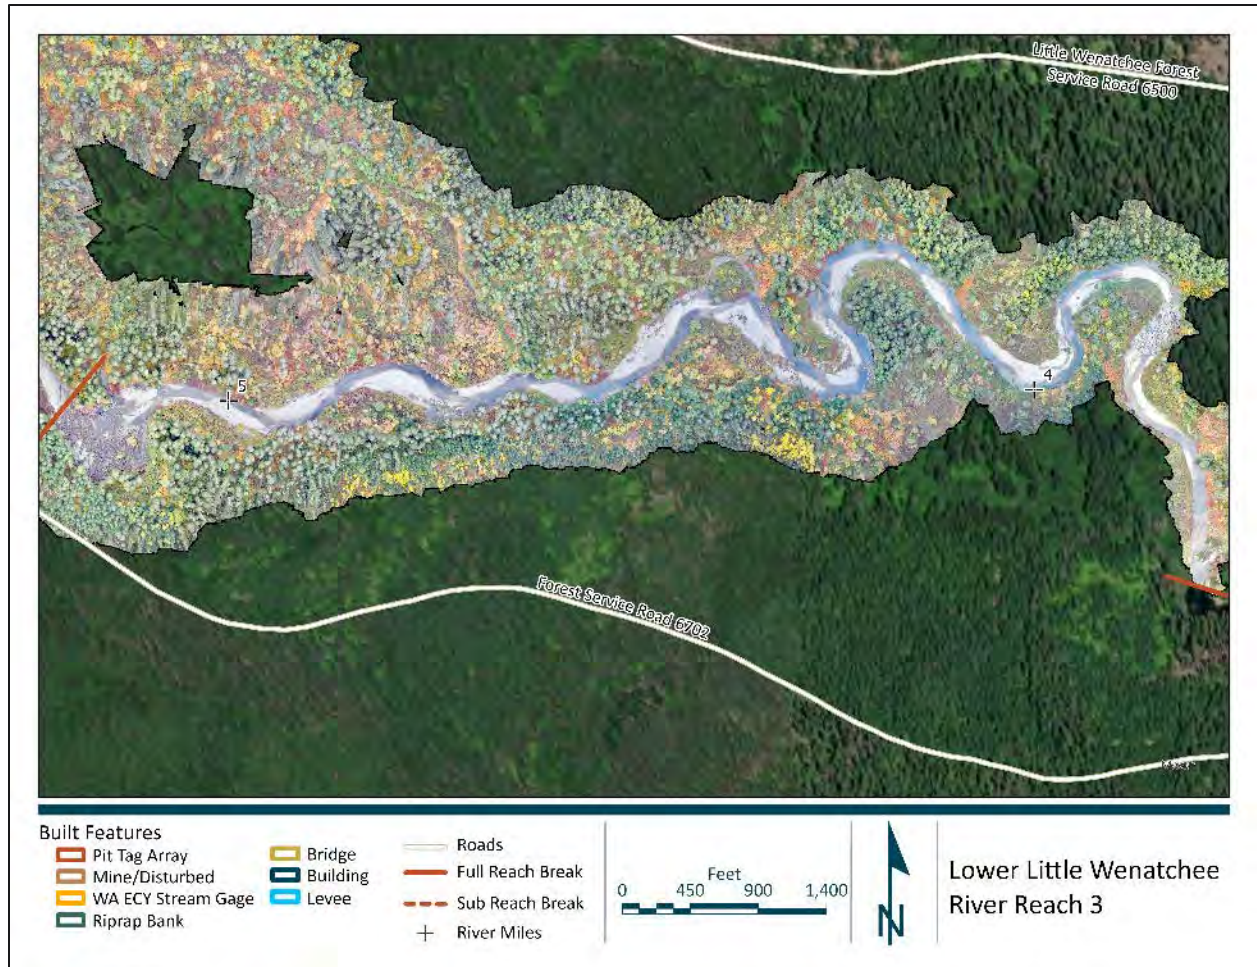 Little Wenatchee Forest
Service Road 6500
5
4
Forest Service Road 6702
Built Features
Pit Tag Array
Mine/Disturbed
WA ECY Stream Gage
Riprap Bank
Bridge
Building
Levee
Roads
Full Reach Break
Sub Reach Break
River Miles
Feet
0 450 900 1,400
N
Lower Little Wenatchee
River Reach 3